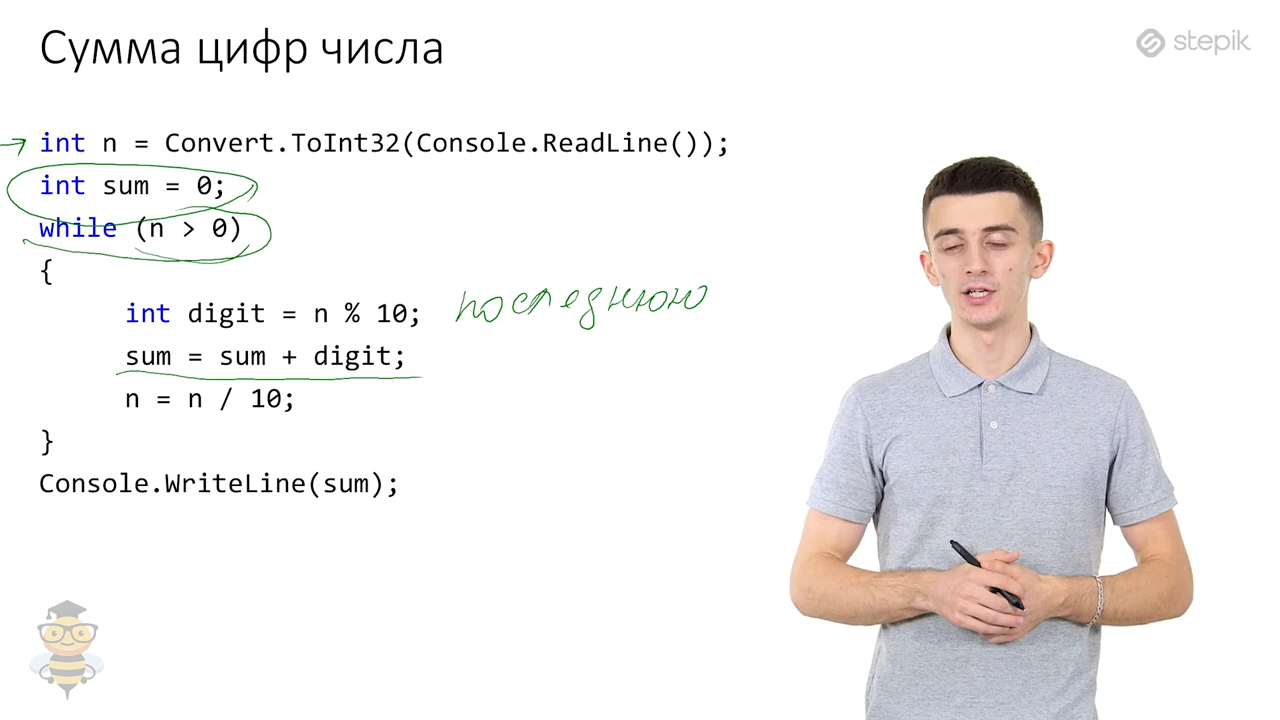 Сумма цифр числа
stepik
int n = Convert.ToInt32(Console.ReadLine());
int sum = 0;
while (n > 0)
{
int digit = n % 10; последнюю
sum = sum + digit;
n = n / 10;
}
Console.WriteLine(sum);